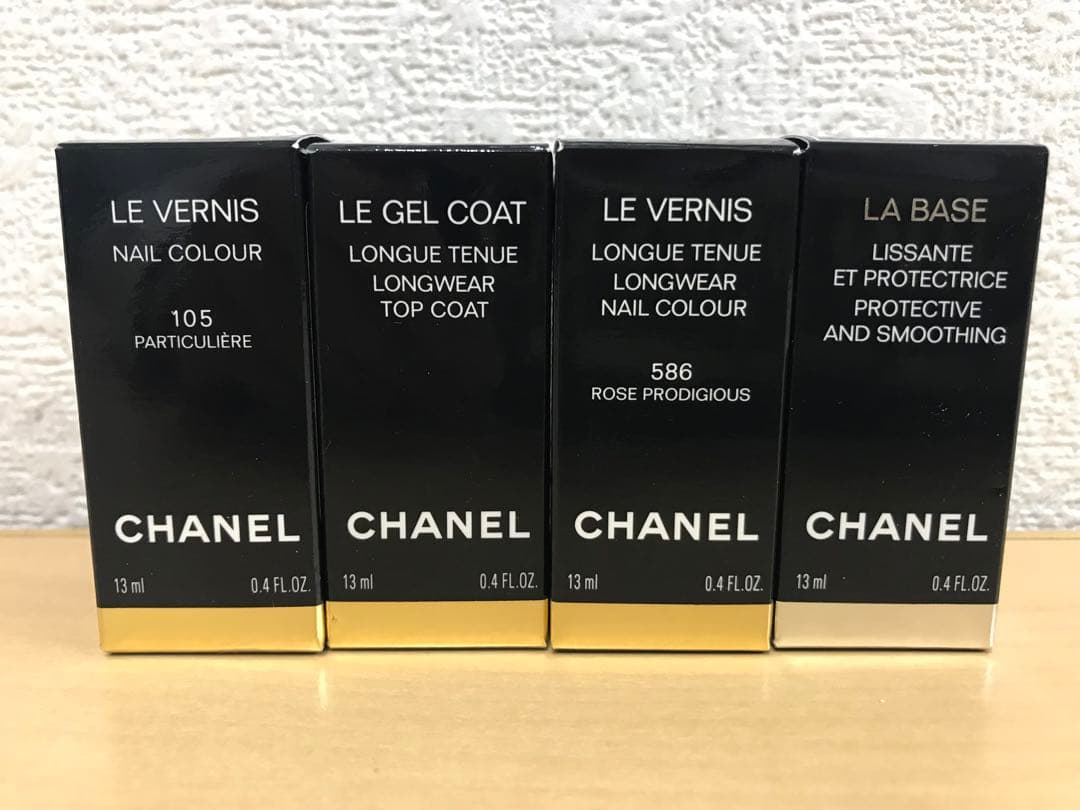 LE VERNIS
NAIL COLOUR
105
PARTICULIÈRE
CHANEL
13 ml 0.4 FL.OZ.
LE GEL COAT
LONGUE TENUE
LONGWEAR
TOP COAT
CHANEL
13 ml 0.4 FL.OZ.
LE VERNIS
LONGUE TENUE
LONGWEAR
NAIL COLOUR
586
ROSE PRODIGIOUS
CHANEL
13 ml 0.4 FL.OZ.
LA BASE
LISSANTE
ET PROTECTRICE
PROTECTIVE
AND SMOOTHING
CHANEL
13 ml 0.4 FL.OZ.